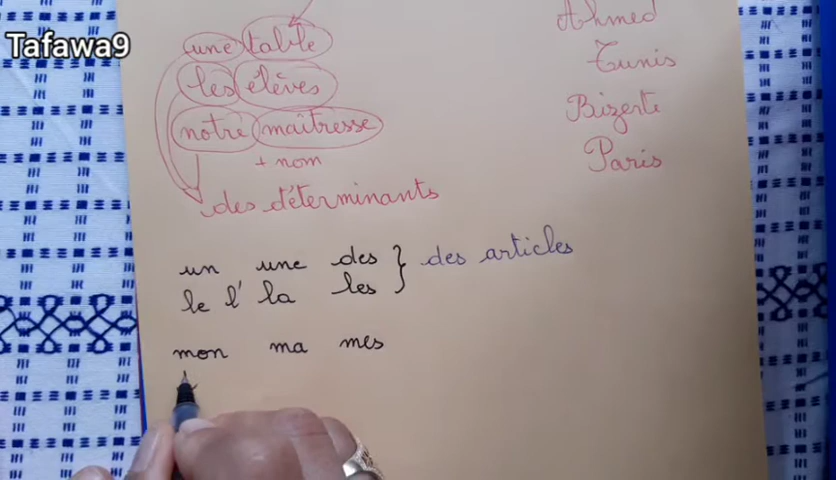 Tafawa9
une table
les élèves
notre maîtresse
+ nom
des déterminants
Ahmed
Tunis
Bizerte
Paris
un une des } des articles
le l' la les
mon ma mes